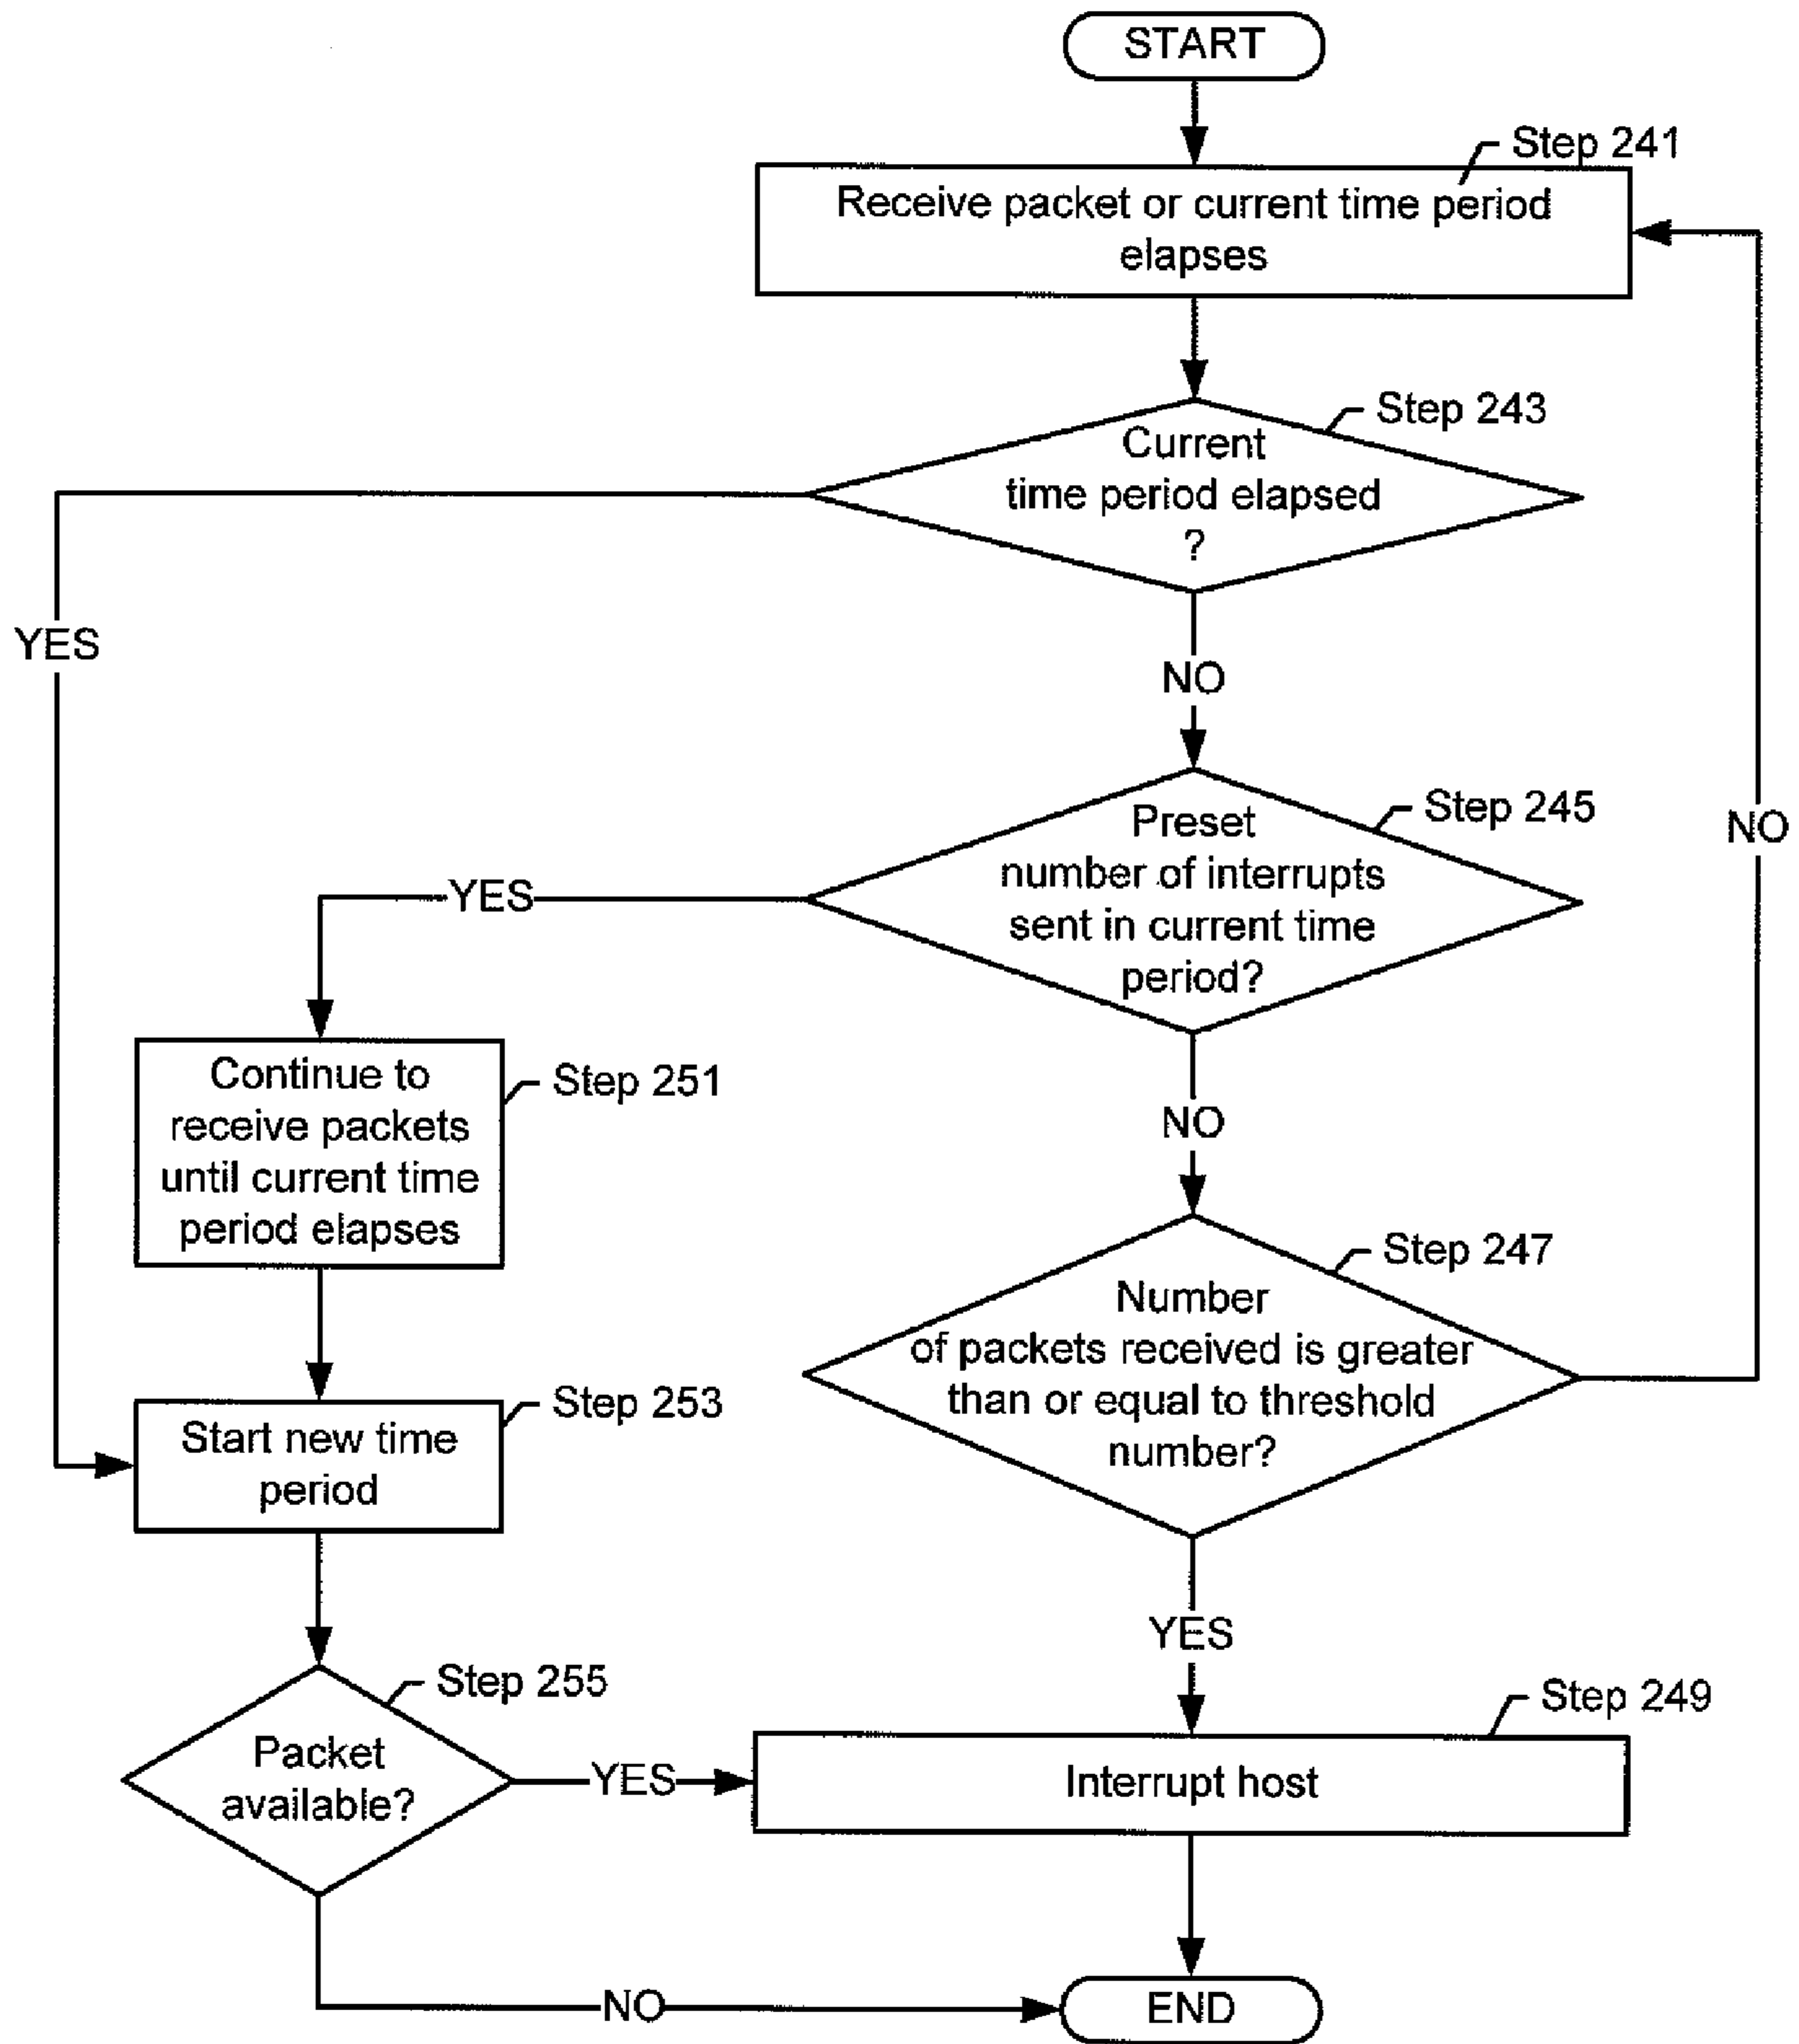 START
Step 241
Receive packet or current time period
elapses
Step 243
Current
time period elapsed
?
YES
NO
Step 245
Preset
number of interrupts
sent in current time
period?
NO
YES
Continue to
receive packets
until current time
period elapses
Step 251
NO
Step 247
Number
of packets received is greater
than or equal to threshold
number?
Step 253
Start new time
period
YES
Step 255
Packet
available?
YES
Step 249
Interrupt host
NO
END